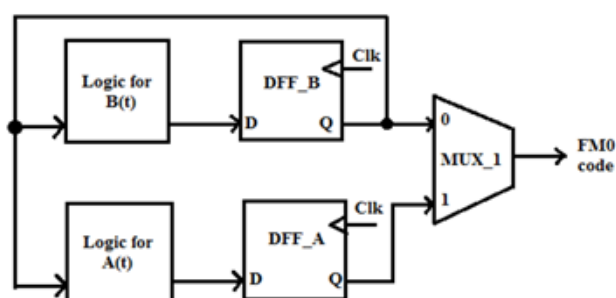 Logic for
B(t)
DFF_B
Clk
D
Q
0
MUX_1
1
FM0
code
Logic for
A(t)
DFF_A
Clk
D
Q